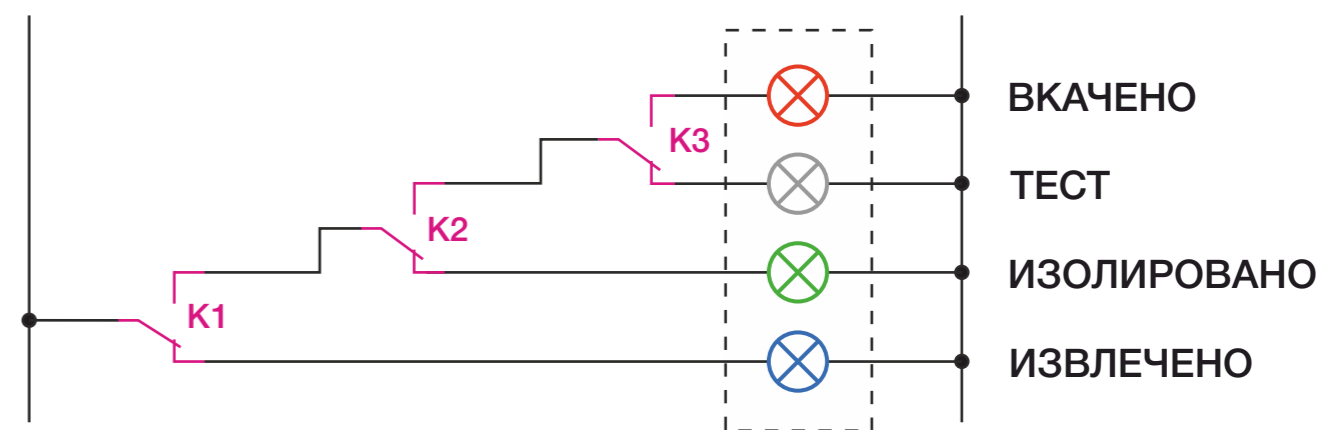 ВКАЧЕНО
K3
ТЕСТ
K2
ИЗОЛИРОВАНО
K1
ИЗВЛЕЧЕНО